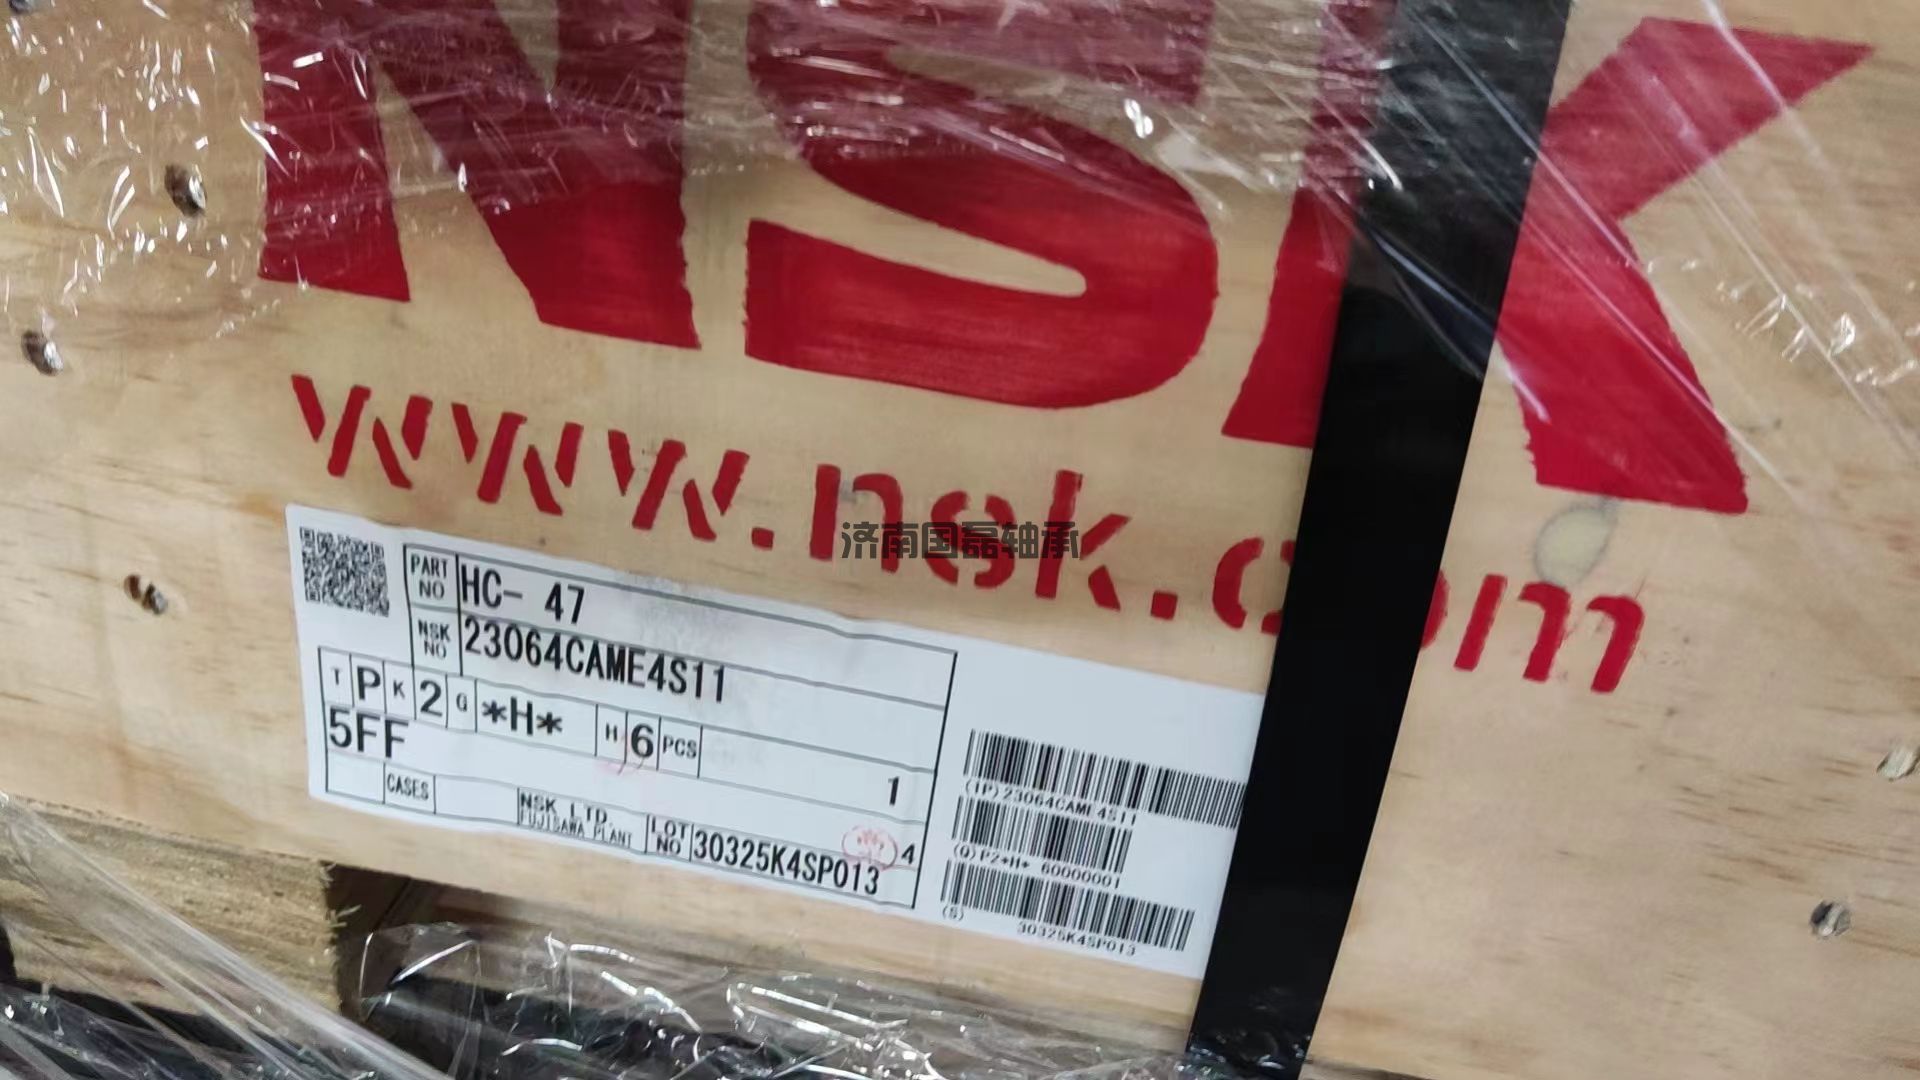 NSK
www.nsk.com
济南国磊轴承
PART NO HC- 47
NSK NO 23064CAME4S11
T P K 2 G *H* H 6 PCS
5FF 1
CASES NSK LTD. FUJISAWA PLANT LOT NO 30325K4SP013 4
(1P)23064CAME4S11
(Q)P2*H* 60000001
(S) 30325K4SP013